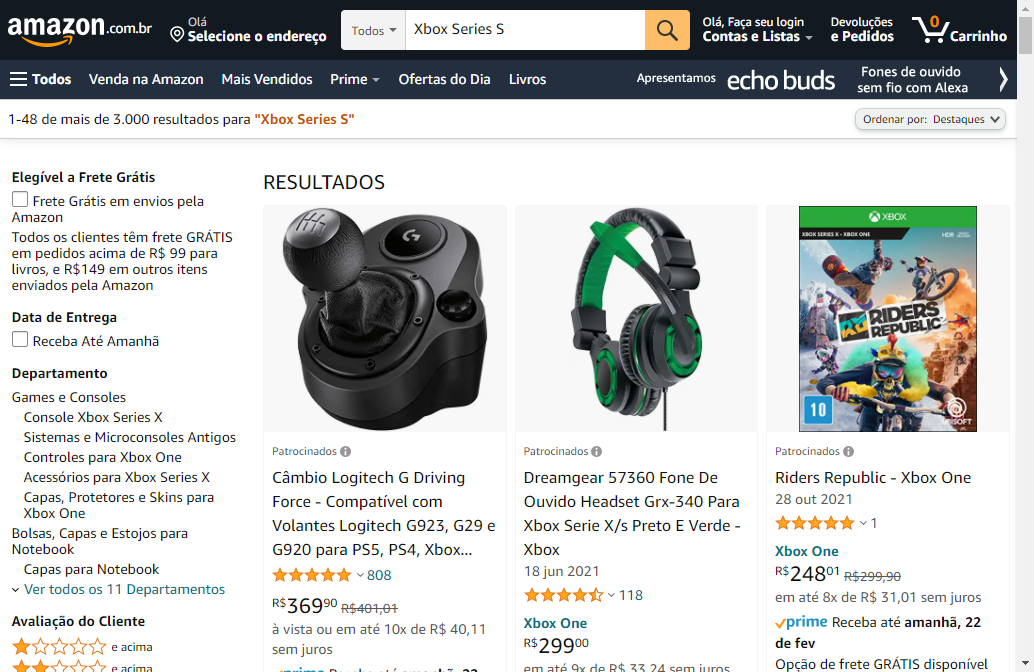 amazon.com.br
Olá
Selecione o endereço
Todos
Xbox Series S
Olá, Faça seu login
Contas e Listas
Devoluções
e Pedidos
0
Carrinho
Todos
Venda na Amazon
Mais Vendidos
Prime
Ofertas do Dia
Livros
Apresentamos
echo buds
Fones de ouvido
sem fio com Alexa
1-48 de mais de 3.000 resultados para "Xbox Series S"
Ordenar por: Destaques
Elegível a Frete Grátis
Frete Grátis em envios pela
Amazon
Todos os clientes têm frete GRÁTIS
em pedidos acima de R$ 99 para
livros, e R$149 em outros itens
enviados pela Amazon
Data de Entrega
Receba Até Amanhã
Departamento
Games e Consoles
Console Xbox Series X
Sistemas e Microconsoles Antigos
Controles para Xbox One
Acessórios para Xbox Series X
Capas, Protetores e Skins para
Xbox One
Bolsas, Capas e Estojos para
Notebook
Capas para Notebook
Ver todos os 11 Departamentos
Avaliação do Cliente
e acima
e acima
RESULTADOS
Patrocinados
Câmbio Logitech G Driving
Force - Compatível com
Volantes Logitech G923, G29 e
G920 para PS5, PS4, Xbox...
808
R$36990 R$401,01
à vista ou em até 10x de R$ 40,11
sem juros
prime Receba até amanhã, 22
Patrocinados
Dreamgear 57360 Fone De
Ouvido Headset Grx-340 Para
Xbox Serie X/s Preto E Verde -
Xbox
18 jun 2021
118
Xbox One
R$29900
em até 9x de R$ 33,24 sem juros
XBOX
XBOX SERIES X · XBOX ONE
HDR
RIDERS
REPUBLIC
10
UBISOFT
Patrocinados
Riders Republic - Xbox One
28 out 2021
1
Xbox One
R$24801 R$299,90
em até 8x de R$ 31,01 sem juros
prime Receba até amanhã, 22
de fev
Opção de frete GRÁTIS disponível